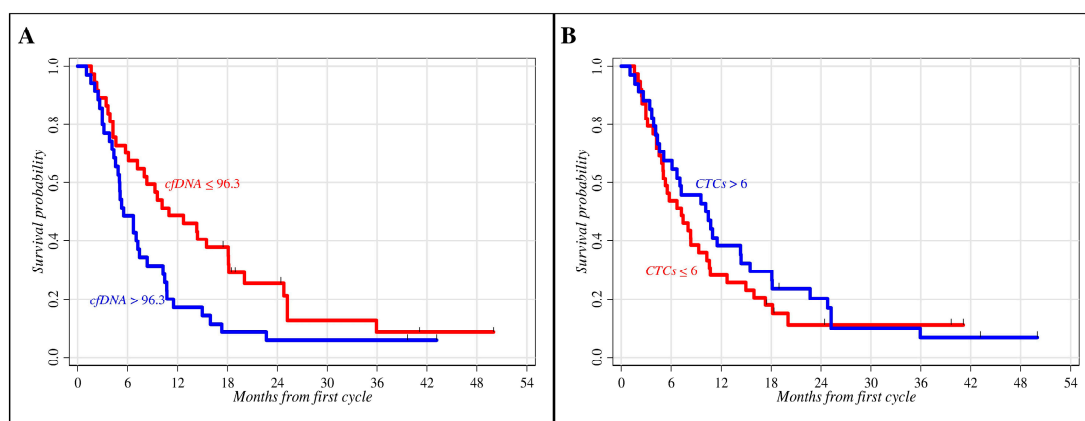 A
1.0
0.8
0.6
0.4
0.2
0.0
Survival probability
cfDNA ≤ 96.3
cfDNA > 96.3
0 6 12 18 24 30 36 42 48 54
Months from first cycle
B
1.0
0.8
0.6
0.4
0.2
0.0
Survival probability
CTCs > 6
CTCs ≤ 6
0 6 12 18 24 30 36 42 48 54
Months from first cycle